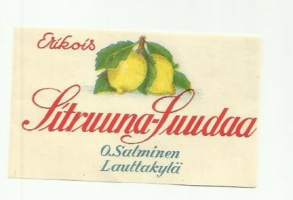 Erikois
Sitruuna-Suudaa
O.Salminen
Lauttakylä